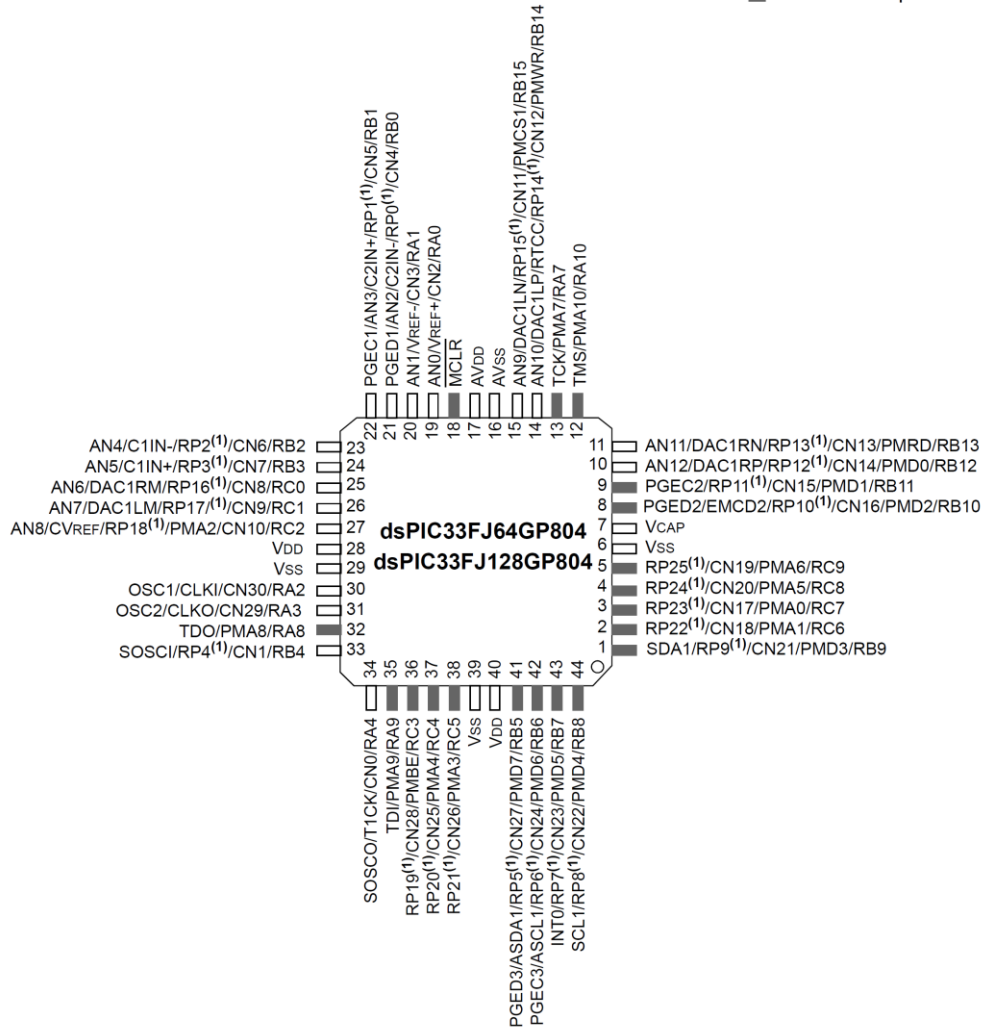 PGEC1/AN3/C2IN+/RP1(1)/CN5/RB1
PGED1/AN2/C2IN-/RP0(1)/CN4/RB0
AN1/VREF-/CN3/RA1
AN0/VREF+/CN2/RA0
MCLR
AVDD
AVSS
AN9/DAC1LN/RP15(1)/CN11/PMCS1/RB15
AN10/DAC1LP/RTCC/RP14(1)/CN12/PMWR/RB14
TCK/PMA7/RA7
TMS/PMA10/RA10
22 21 20 19 18 17 16 15 14 13 12
AN4/C1IN-/RP2(1)/CN6/RB2 23
AN5/C1IN+/RP3(1)/CN7/RB3 24
AN6/DAC1RM/RP16(1)/CN8/RC0 25
AN7/DAC1LM/RP17/(1)/CN9/RC1 26
AN8/CVREF/RP18(1)/PMA2/CN10/RC2 27
VDD 28
VSS 29
OSC1/CLKI/CN30/RA2 30
OSC2/CLKO/CN29/RA3 31
TDO/PMA8/RA8 32
SOSCI/RP4(1)/CN1/RB4 33
dsPIC33FJ64GP804
dsPIC33FJ128GP804
11 AN11/DAC1RN/RP13(1)/CN13/PMRD/RB13
10 AN12/DAC1RP/RP12(1)/CN14/PMD0/RB12
9 PGEC2/RP11(1)/CN15/PMD1/RB11
8 PGED2/EMCD2/RP10(1)/CN16/PMD2/RB10
7 VCAP
6 VSS
5 RP25(1)/CN19/PMA6/RC9
4 RP24(1)/CN20/PMA5/RC8
3 RP23(1)/CN17/PMA0/RC7
2 RP22(1)/CN18/PMA1/RC6
1 SDA1/RP9(1)/CN21/PMD3/RB9
34 35 36 37 38 39 40 41 42 43 44
SOSCO/T1CK/CN0/RA4
TDI/PMA9/RA9
RP19(1)/CN28/PMBE/RC3
RP20(1)/CN25/PMA4/RC4
RP21(1)/CN26/PMA3/RC5
VSS
VDD
PGED3/ASDA1/RP5(1)/CN27/PMD7/RB5
PGEC3/ASCL1/RP6(1)/CN24/PMD6/RB6
INT0/RP7(1)/CN23/PMD5/RB7
SCL1/RP8(1)/CN22/PMD4/RB8